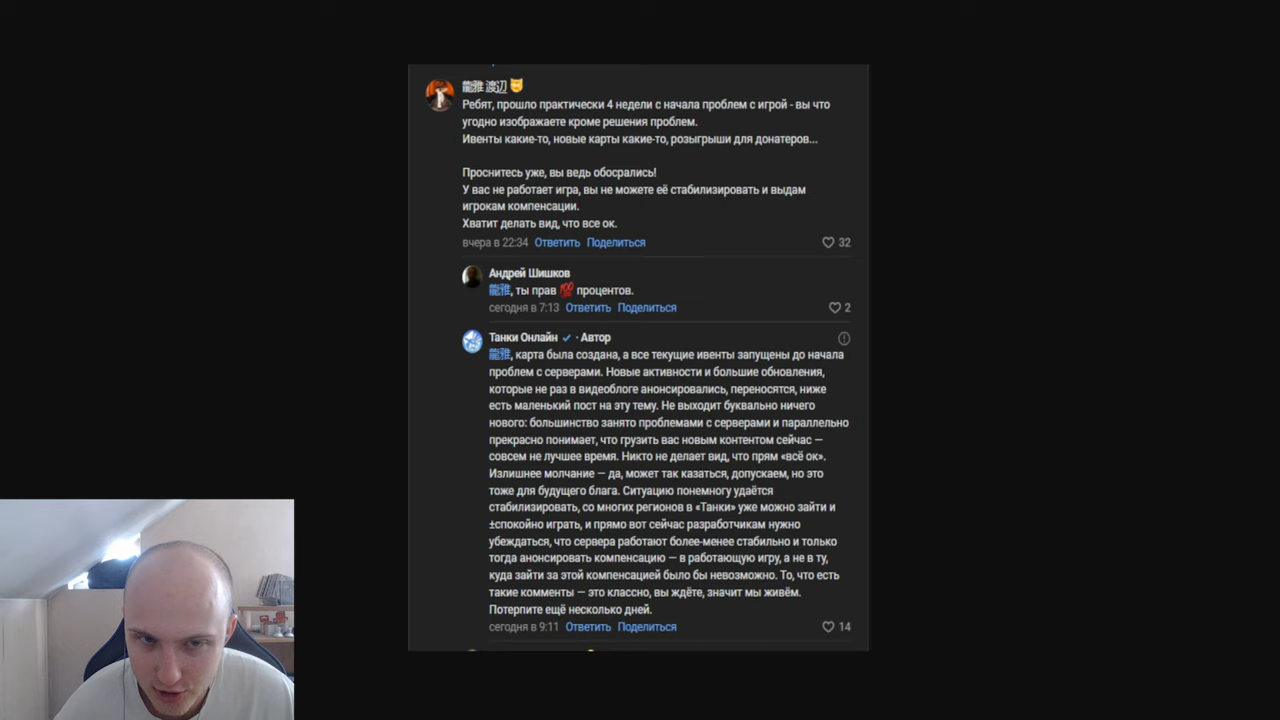 龍雅 渡辺
Ребят, прошло практически 4 недели с начала проблем с игрой - вы что
угодно изображаете кроме решения проблем.
Ивенты какие-то, новые карты какие-то, розыгрыши для донатеров...
Проснитесь уже, вы ведь обосрались!
У вас не работает игра, вы не можете её стабилизировать и выдам
игрокам компенсации.
Хватит делать вид, что все ок.
вчера в 22:34 Ответить Поделиться 32
Андрей Шишков
龍雅, ты прав 💯 процентов.
сегодня в 7:13 Ответить Поделиться 2
Танки Онлайн · Автор
龍雅, карта была создана, а все текущие ивенты запущены до начала
проблем с серверами. Новые активности и большие обновления,
которые не раз в видеоблоге анонсировались, переносятся, ниже
есть маленький пост на эту тему. Не выходит буквально ничего
нового: большинство занято проблемами с серверами и параллельно
прекрасно понимает, что грузить вас новым контентом сейчас —
совсем не лучшее время. Никто не делает вид, что прям «всё ок».
Излишнее молчание — да, может так казаться, допускаем, но это
тоже для будущего блага. Ситуацию понемногу удаётся
стабилизировать, со многих регионов в «Танки» уже можно зайти и
±спокойно играть, и прямо вот сейчас разработчикам нужно
убеждаться, что сервера работают более-менее стабильно и только
тогда анонсировать компенсацию — в работающую игру, а не в ту,
куда зайти за этой компенсацией было бы невозможно. То, что есть
такие комменты — это классно, вы ждёте, значит мы живём.
Потерпите ещё несколько дней.
сегодня в 9:11 Ответить Поделиться 14